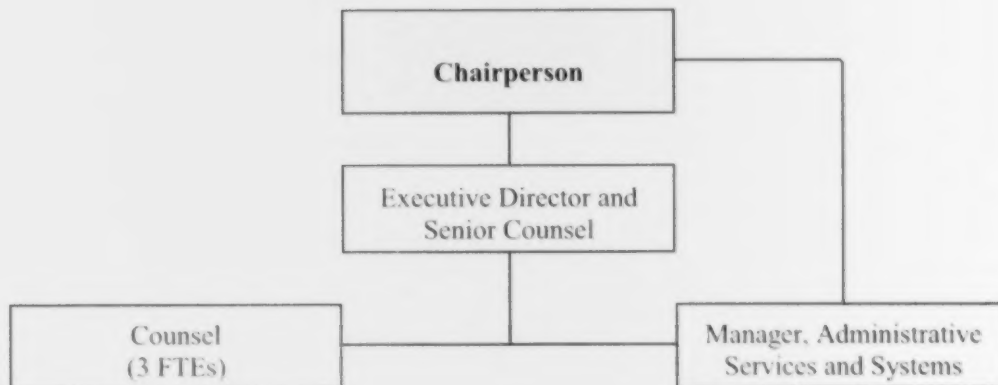 Chairperson
Executive Director and
Senior Counsel
Counsel
(3 FTEs)
Manager, Administrative
Services and Systems